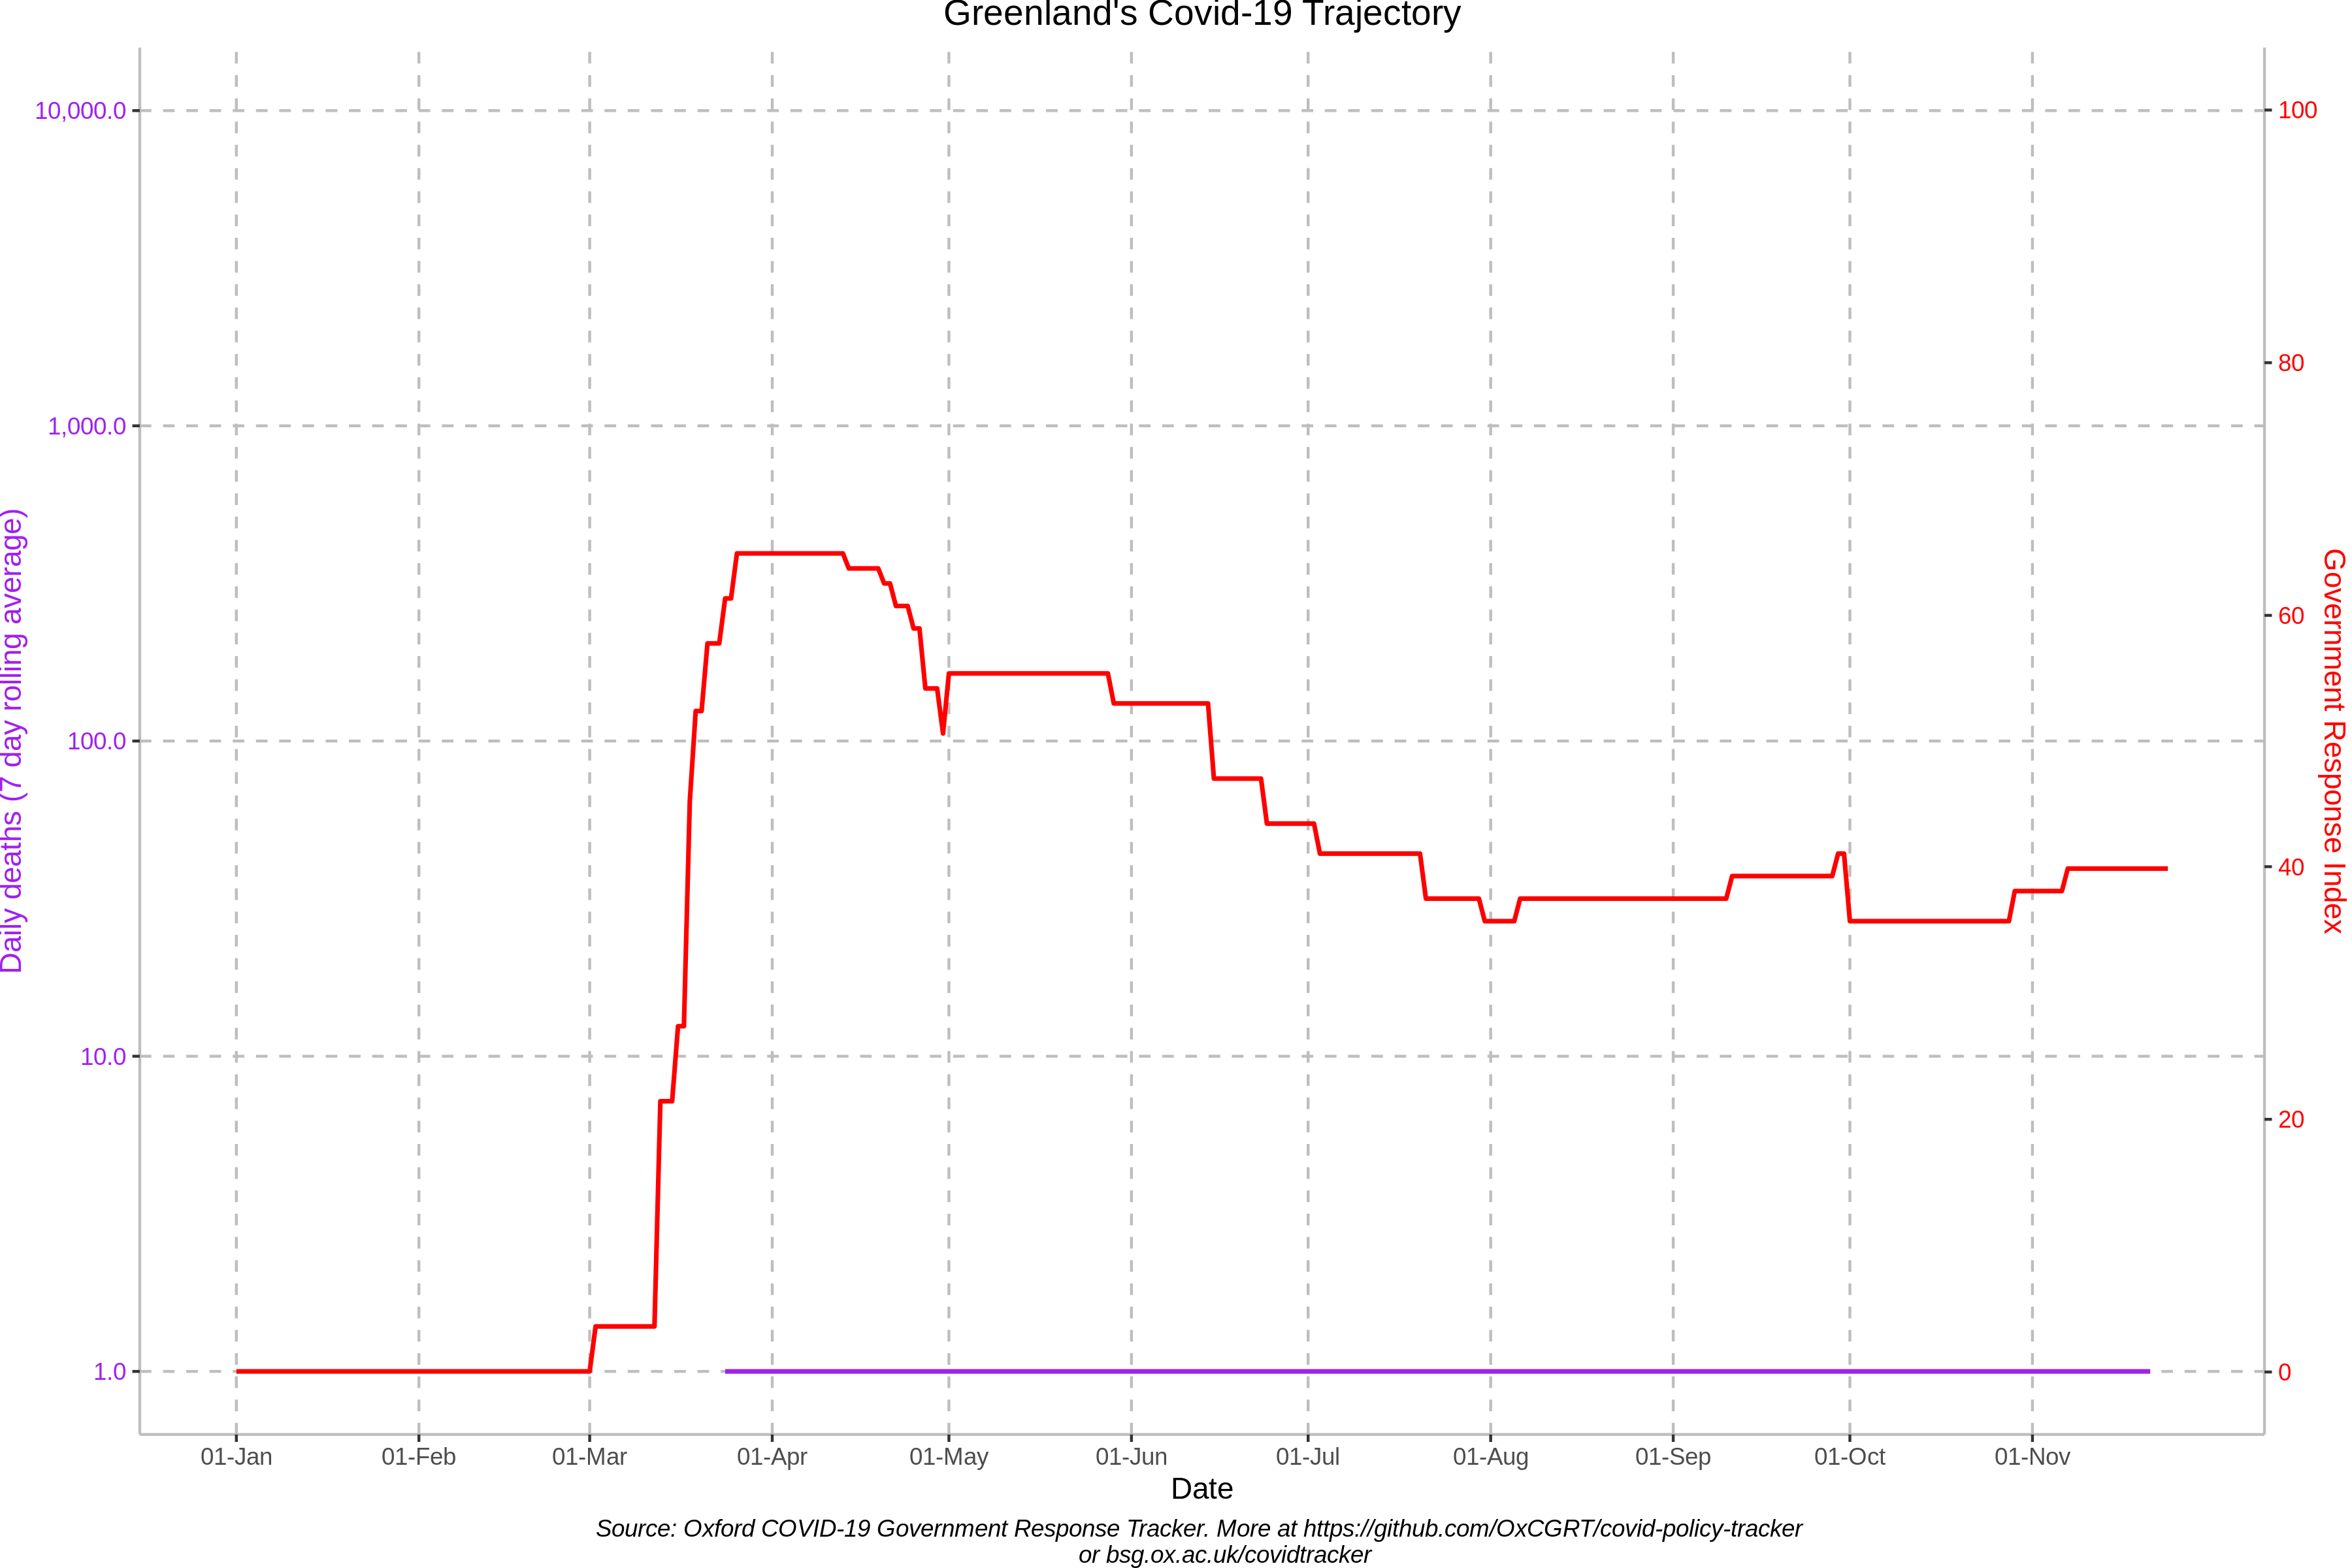 Greenland's Covid-19 Trajectory
10,000.0
1,000.0
100.0
10.0
1.0
Daily deaths (7 day rolling average)
100
80
60
40
20
0
Government Response Index
01-Jan 01-Feb 01-Mar 01-Apr 01-May 01-Jun 01-Jul 01-Aug 01-Sep 01-Oct 01-Nov
Date
Source: Oxford COVID-19 Government Response Tracker. More at https://github.com/OxCGRT/covid-policy-tracker
or bsg.ox.ac.uk/covidtracker